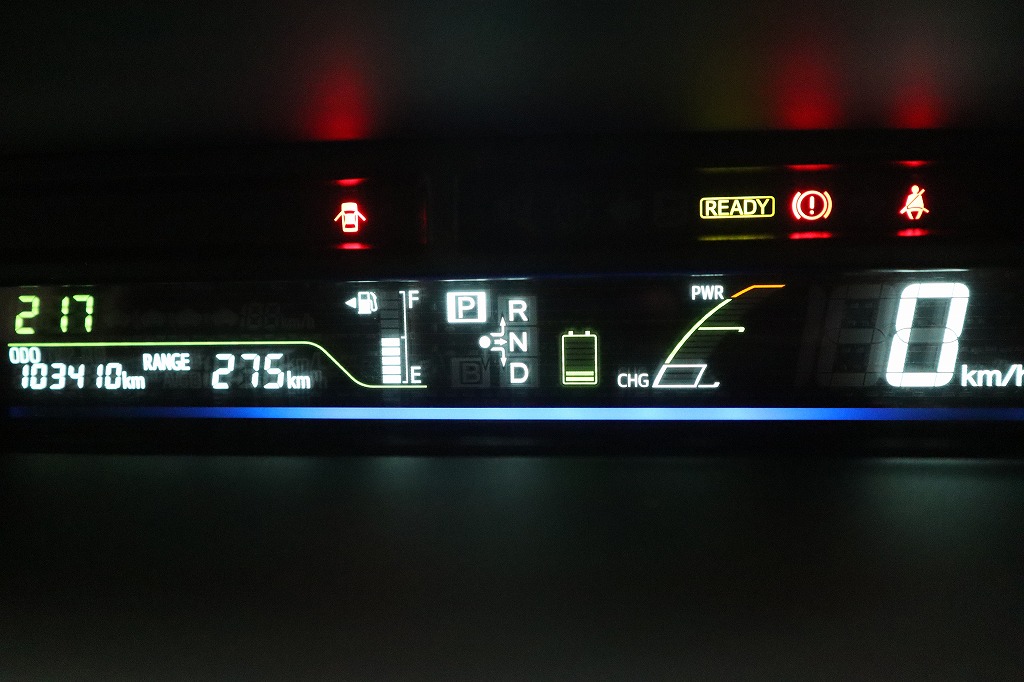 READY
217
F
P
R
PWR
0 km/h
ODO
RANGE
N
103410km
275km
E
B
D
CHG